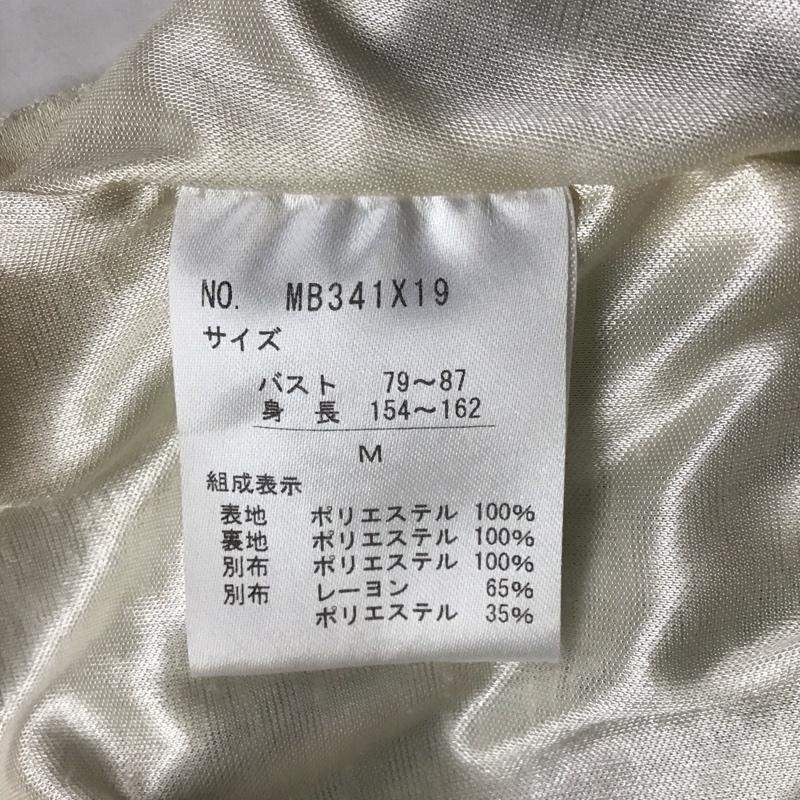 NO. MB341X19
サイズ
バスト 79〜87
身 長 154〜162
M
組成表示
表地 ポリエステル 100%
裏地 ポリエステル 100%
別布 ポリエステル 100%
別布 レーヨン 65%
ポリエステル 35%